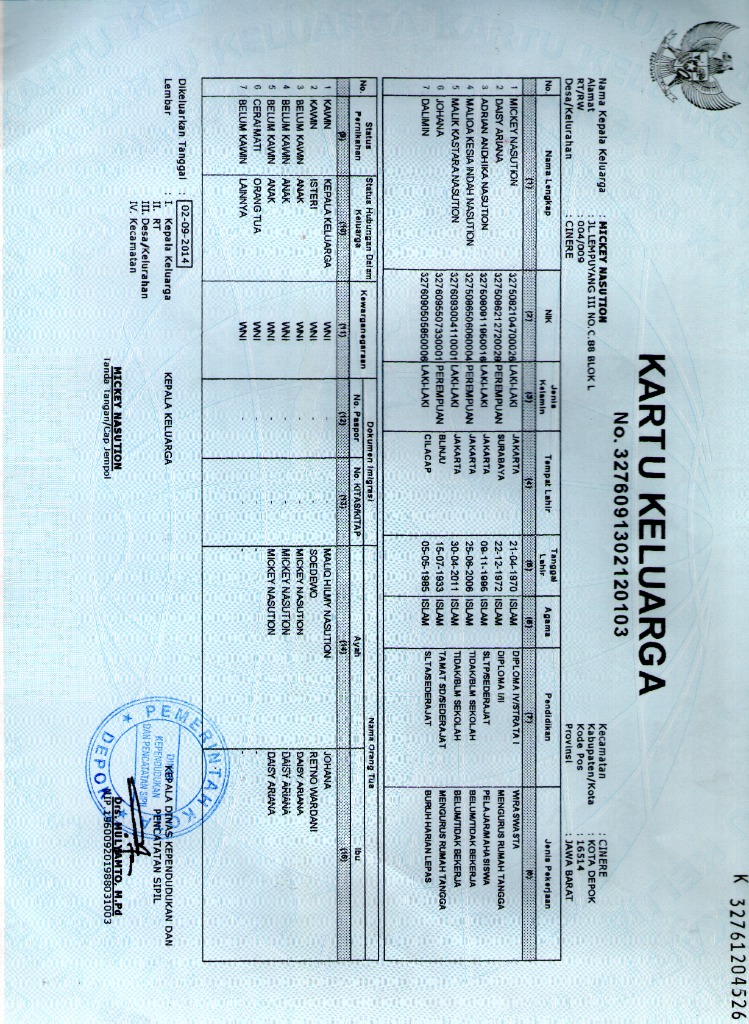 K 32761204526
KARTU KELUARGA
No. 3276091302120103
Nama Kepala Keluarga : MICKEY NASUTION
Alamat : JL LEMPUYANG III NO. C.88 BLOK L
RT/RW : 004/009
Desa/Kelurahan : CINERE
Kecamatan : CINERE
Kabupaten/Kota : KOTA DEPOK
Kode Pos : 16514
Provinsi : JAWA BARAT
No. Nama Lengkap NIK Jenis Kelamin Tempat Lahir Tanggal Lahir Agama Pendidikan Jenis Pekerjaan
(1) (2) (3) (4) (5) (6) (7) (8)
1 MICKEY NASUTION 3275082104700026 LAKI-LAKI JAKARTA 21-04-1970 ISLAM DIPLOMA IV/STRATA I WIRASWASTA
2 DAISY ARIANA 3275086212720026 PEREMPUAN SURABAYA 22-12-1972 ISLAM DIPLOMA I/II MENGURUS RUMAH TANGGA
3 ADRIAN ANDHIKA NASUTION 3275080911960016 LAKI-LAKI JAKARTA 09-11-1996 ISLAM SLTP/SEDERAJAT PELAJAR/MAHASISWA
4 MALIQA KESIA INDAH NASUTION 3275086506060004 PEREMPUAN JAKARTA 25-06-2006 ISLAM TIDAK/BLM SEKOLAH BELUM/TIDAK BEKERJA
5 MALIK KASTARA NASUTION 3276093004110001 LAKI-LAKI JAKARTA 30-04-2011 ISLAM TIDAK/BLM SEKOLAH BELUM/TIDAK BEKERJA
6 JOHANA 3276095507330001 PEREMPUAN BINJU 15-07-1933 ISLAM TAMAT SD/SEDERAJAT MENGURUS RUMAH TANGGA
7 DALIMIN 3276090505850006 LAKI-LAKI CILACAP 05-05-1985 ISLAM SLTA/SEDERAJAT BURUH HARIAN LEPAS
No. Status Pernikahan Status Hubungan Dalam Keluarga Kewarganegaraan Dokumen Imigrasi Nama Orang Tua
No. Paspor No. KITAS/KITAP Ayah Ibu
(9) (10) (11) (12) (13) (14) (15)
1 KAWIN KEPALA KELUARGA WNI - - MALIQ HILMY NASUTION JOHANA
2 KAWIN ISTERI WNI - - SOEDEWO RETNO WARDANI
3 BELUM KAWIN ANAK WNI - - MICKEY NASUTION DAISY ARIANA
4 BELUM KAWIN ANAK WNI - - MICKEY NASUTION DAISY ARIANA
5 BELUM KAWIN ANAK WNI - - MICKEY NASUTION DAISY ARIANA
6 CERAI MATI ORANG TUA WNI - - - -
7 BELUM KAWIN LAINNYA WNI - - - -
Dikeluarkan Tanggal : 02-09-2014
Lembar : I. Kepala Keluarga
II. RT
III. Desa/Kelurahan
IV. Kecamatan
KEPALA KELUARGA
MICKEY NASUTION
Tanda Tangan/Cap Jempol
KEPALA DINAS KEPENDUDUKAN DAN
PENCATATAN SIPIL
PEMERINTAH
DINAS
KEPENDUDUKAN
DAN PENCATATAN SIPIL
DEPOK
Drs. MULYAMTO, M.Pd
NIP 196009201988031003